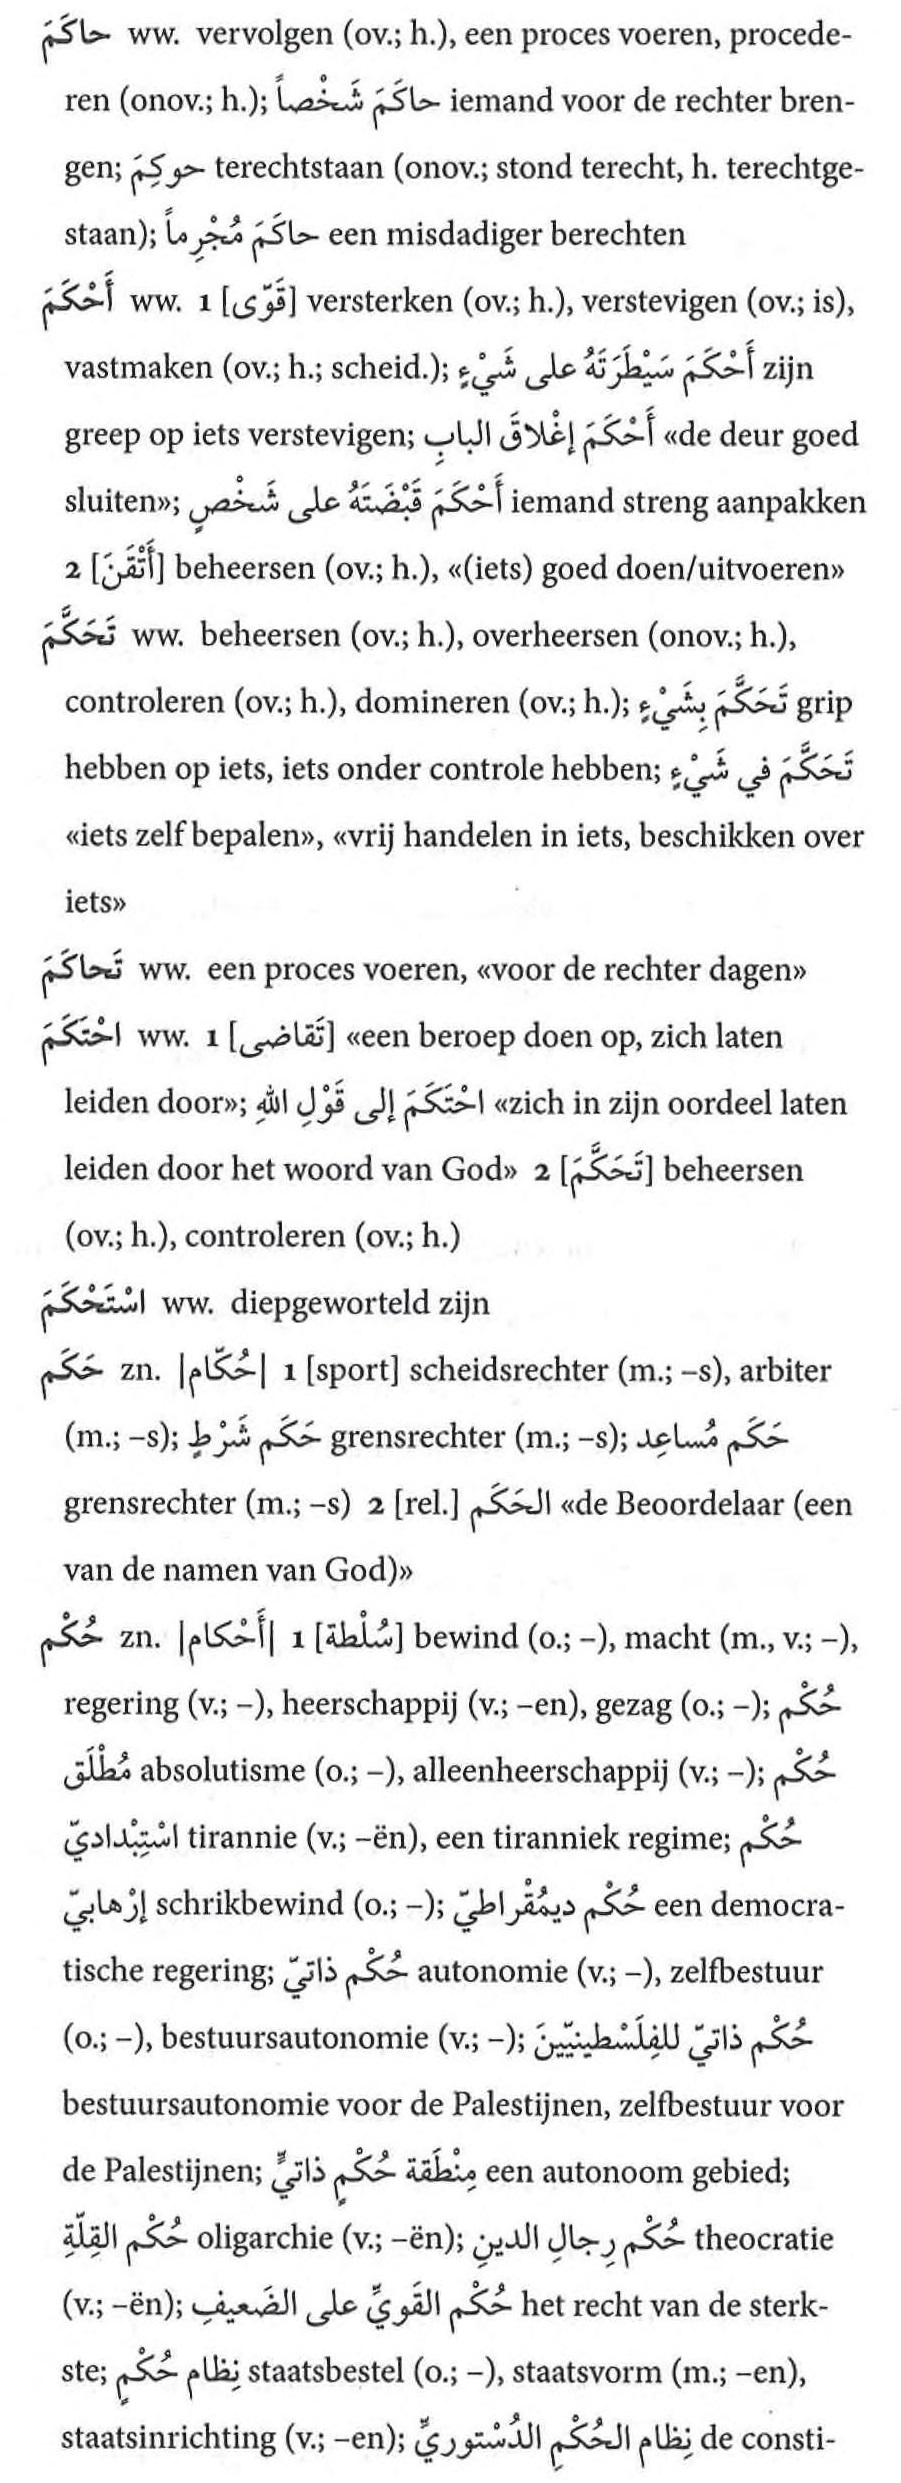 حاكَمَ ww. vervolgen (ov.; h.), een proces voeren, procede-
ren (onov.; h.); حاكَمَ شَخْصاً iemand voor de rechter bren-
gen; حوكِمَ terechtstaan (onov.; stond terecht, h. terechtge-
staan); حاكَمَ مُجْرِماً een misdadiger berechten
أَحْكَمَ ww. 1 [قَوّى] versterken (ov.; h.), verstevigen (ov.; is),
vastmaken (ov.; h.; scheid.); أَحْكَمَ سَيْطَرَتَهُ على شَيْءٍ zijn
greep op iets verstevigen; أَحْكَمَ إغْلاقَ البابِ «de deur goed
sluiten»; أَحْكَمَ قَبْضَتَهُ على شَخْصٍ iemand streng aanpakken
2 [أَتْقَنَ] beheersen (ov.; h.), «(iets) goed doen/uitvoeren»
تَحَكَّمَ ww. beheersen (ov.; h.), overheersen (onov.; h.),
controleren (ov.; h.), domineren (ov.; h.); تَحَكَّمَ بِشَيْءٍ grip
hebben op iets, iets onder controle hebben; تَحَكَّمَ في شَيْءٍ
«iets zelf bepalen», «vrij handelen in iets, beschikken over
iets»
تَحاكَمَ ww. een proces voeren, «voor de rechter dagen»
احْتَكَمَ ww. 1 [تَقاضى] «een beroep doen op, zich laten
leiden door»; احْتَكَمَ إلى قَوْلِ اللهِ «zich in zijn oordeel laten
leiden door het woord van God» 2 [تَحَكَّمَ] beheersen
(ov.; h.), controleren (ov.; h.)
اسْتَحْكَمَ ww. diepgeworteld zijn
حَكَم zn. |حُكّام| 1 [sport] scheidsrechter (m.; –s), arbiter
(m.; –s); حَكَم شَرْطٍ grensrechter (m.; –s); حَكَم مُساعِد
grensrechter (m.; –s) 2 [rel.] الحَكَم «de Beoordelaar (een
van de namen van God)»
حُكْم zn. |أَحْكام| 1 [سُلْطة] bewind (o.; –), macht (m., v.; –),
regering (v.; –), heerschappij (v.; –en), gezag (o.; –); حُكْم
مُطْلَق absolutisme (o.; –), alleenheerschappij (v.; –); حُكْم
اسْتِبْداديّ tirannie (v.; –ën), een tiranniek regime; حُكْم
إرْهابيّ schrikbewind (o.; –); حُكْم ديمُقْراطيّ een democra-
tische regering; حُكْم ذاتيّ autonomie (v.; –), zelfbestuur
(o.; –), bestuursautonomie (v.; –); حُكْم ذاتيّ للفِلَسْطينيّينَ
bestuursautonomie voor de Palestijnen, zelfbestuur voor
de Palestijnen; مِنْطَقة حُكْمٍ ذاتيٍّ een autonoom gebied;
حُكْم القِلّةِ oligarchie (v.; –ën); حُكْم رِجالِ الدينِ theocratie
(v.; –ën); حُكْم القَويِّ على الضَعيفِ het recht van de sterk-
ste; نِظام حُكْمٍ staatsbestel (o.; –), staatsvorm (m.; –en),
staatsinrichting (v.; –en); نِظام الحُكْمِ الدُسْتوريِّ de consti-